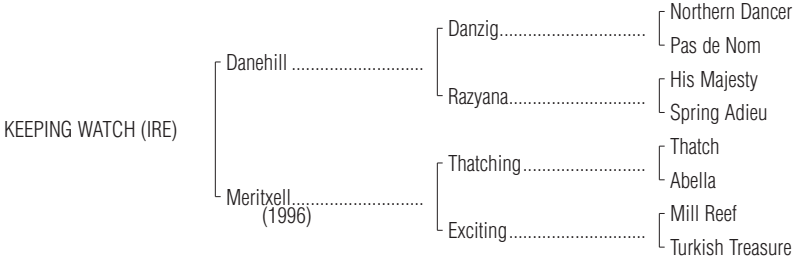 Northern Dancer
Danzig..............................
Pas de Nom
Danehill ...........................
His Majesty
Razyana.............................
Spring Adieu
KEEPING WATCH (IRE)
Thatch
Thatching...........................
Abella
Meritxell...........................
(1996)
Mill Reef
Exciting............................
Turkish Treasure